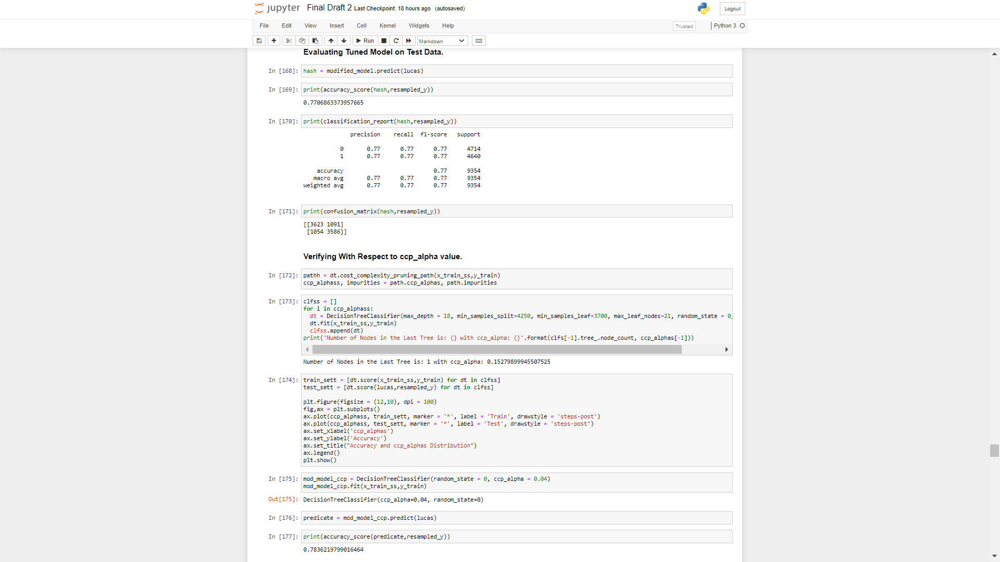 jupyter Final Draft 2 Last Checkpoint: 18 hours ago (autosaved) Logout
File Edit View Insert Cell Kernel Widgets Help Trusted Python 3
Run Markdown
Evaluating Tuned Model on Test Data.
In [168]: hash = modified_model.predict(lucas)
In [169]: print(accuracy_score(hash,resampled_y))
0.7706863373957665
In [170]: print(classification_report(hash,resampled_y))
precision recall f1-score support
0 0.77 0.77 0.77 4714
1 0.77 0.77 0.77 4640
accuracy 0.77 9354
macro avg 0.77 0.77 0.77 9354
weighted avg 0.77 0.77 0.77 9354
In [171]: print(confusion_matrix(hash,resampled_y))
[[3623 1091]
[1054 3586]]
Verifying With Respect to ccp_alpha value.
In [172]: pathh = dt.cost_complexity_pruning_path(x_train_ss,y_train)
ccp_alphass, impurities = path.ccp_alphas, path.impurities
In [173]: clfss = []
for i in ccp_alphass:
dt = DecisionTreeClassifier(max_depth = 18, min_samples_split=4250, min_samples_leaf=3700, max_leaf_nodes=21, random_state = 0,
dt.fit(x_train_ss,y_train)
clfss.append(dt)
print('Number of Nodes in the Last Tree is: {} with ccp_alpha: {}'.format(clfs[-1].tree_.node_count, ccp_alphas[-1]))
Number of Nodes in the Last Tree is: 1 with ccp_alpha: 0.15279899945507525
In [174]: train_sett = [dt.score(x_train_ss,y_train) for dt in clfss]
test_sett = [dt.score(lucas,resampled_y) for dt in clfss]
plt.figure(figsize = (12,10), dpi = 100)
fig,ax = plt.subplots()
ax.plot(ccp_alphass, train_sett, marker = '*', label = 'Train', drawstyle = 'steps-post')
ax.plot(ccp_alphass, test_sett, marker = '*', label = 'Test', drawstyle = 'steps-post')
ax.set_xlabel('ccp_alphas')
ax.set_ylabel('Accuracy')
ax.set_title("Accuracy and ccp_alphas Distribution")
ax.legend()
plt.show()
In [175]: mod_model_ccp = DecisionTreeClassifier(random_state = 0, ccp_alpha = 0.04)
mod_model_ccp.fit(x_train_ss,y_train)
Out[175]: DecisionTreeClassifier(ccp_alpha=0.04, random_state=0)
In [176]: predicate = mod_model_ccp.predict(lucas)
In [177]: print(accuracy_score(predicate,resampled_y))
0.7836219799016464